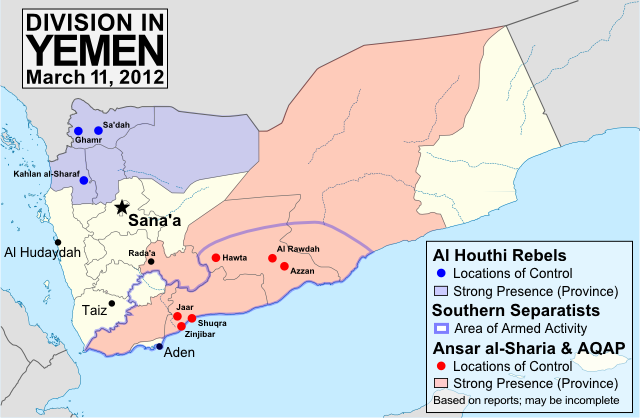 DIVISION IN
YEMEN
March 11, 2012
Sa'dah
Ghamr
Kahlan al-Sharaf
Sana'a
Al Hudaydah
Rada'a
Hawta
Al Rawdah
Azzan
Taiz
Jaar
Shuqra
Zinjibar
Aden
Al Houthi Rebels
Locations of Control
Strong Presence (Province)
Southern Separatists
Area of Armed Activity
Ansar al-Sharia & AQAP
Locations of Control
Strong Presence (Province)
Based on reports; may be incomplete